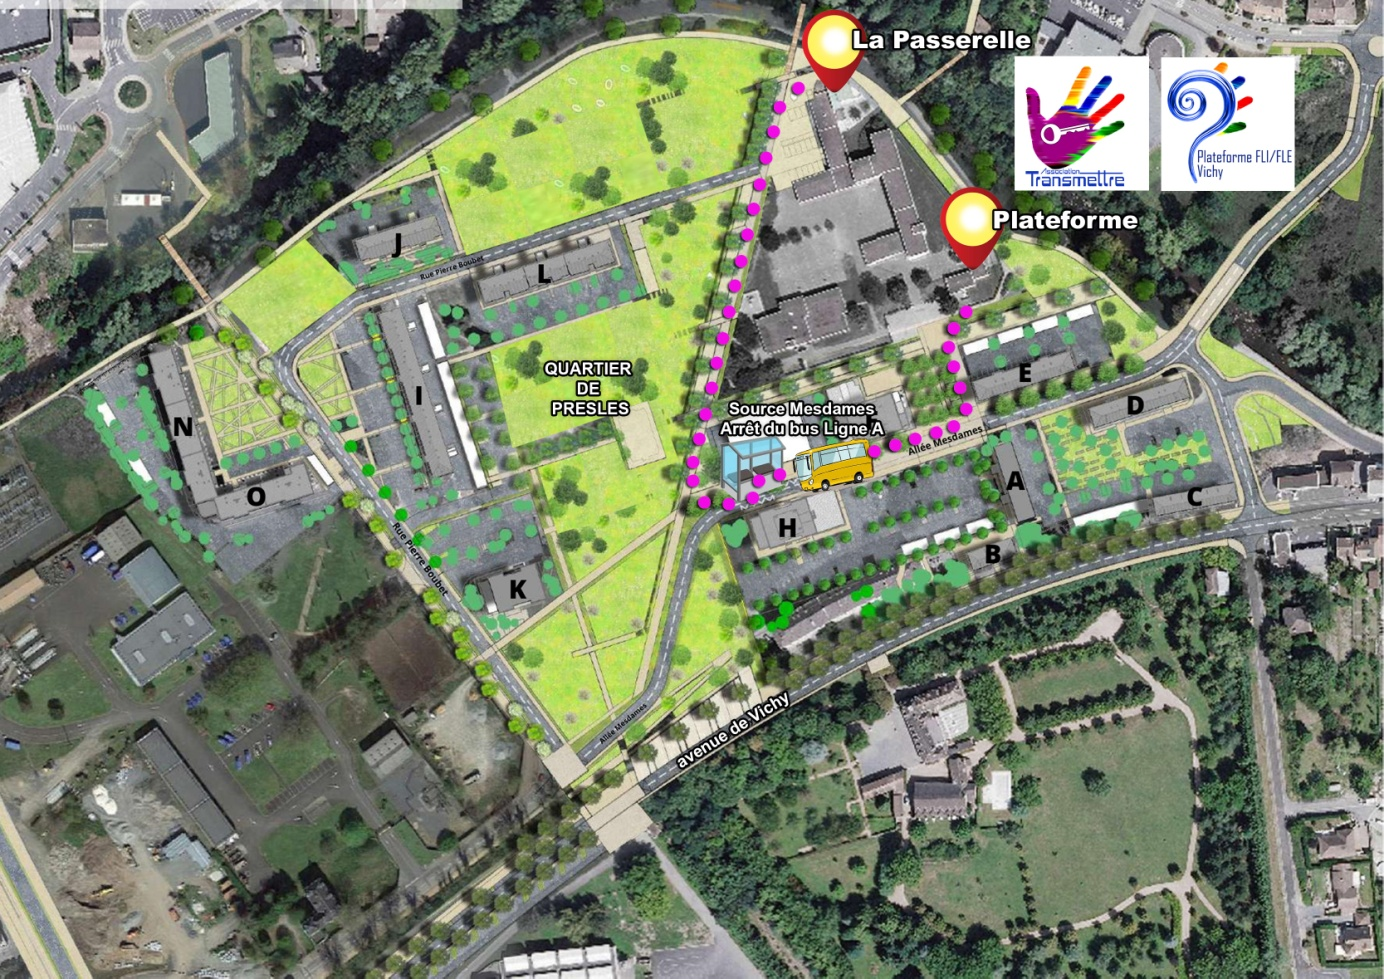 La Passerelle
Association
Transmettre
Plateforme FLI/FLE
Vichy
Plateforme
J
Rue Pierre Boubet
L
QUARTIER
DE
PRESLES
I
E
N
D
Source Mesdames
Arrêt du bus Ligne A
Allée Mesdames
A
O
C
H
Rue Pierre Boubet
B
K
Allée Mesdames
avenue de Vichy